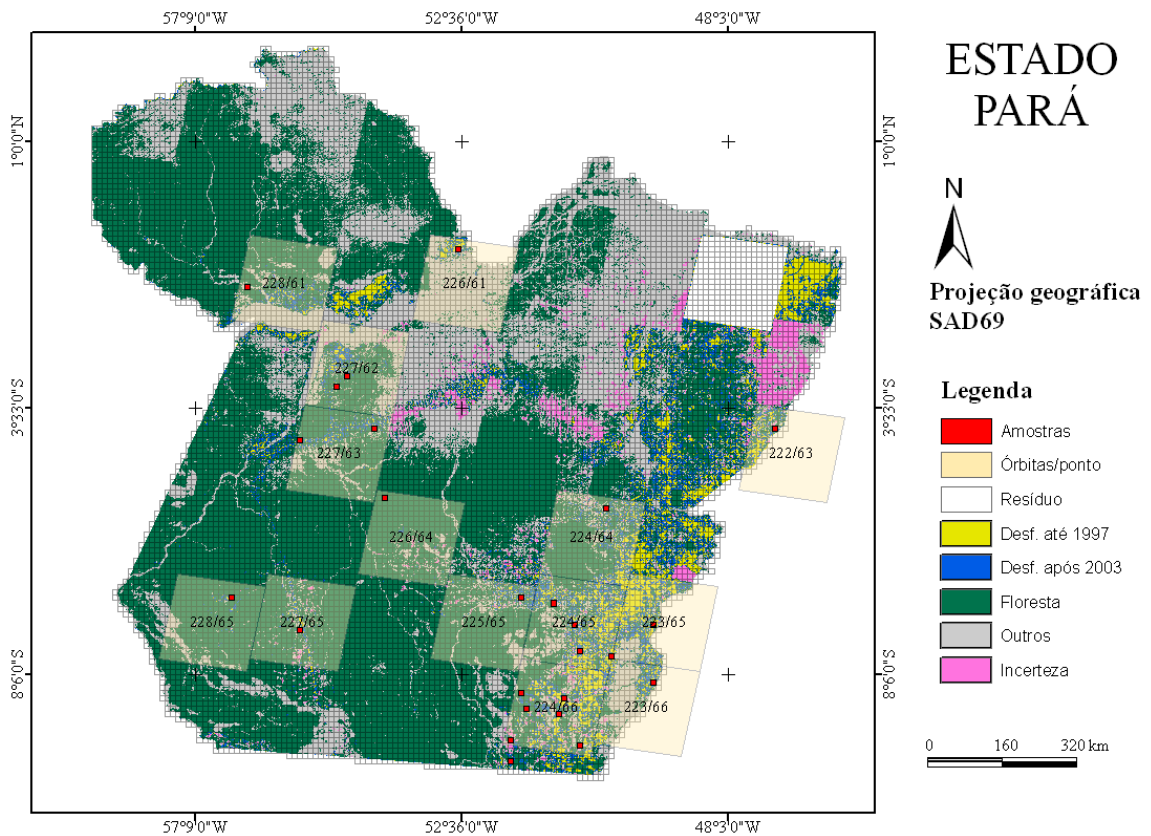 57°9'0"W
52°36'0"W
48°3'0"W
ESTADO
PARÁ
1°0'0"N
1°0'0"N
N
Projeção geográfica
SAD69
228/61
226/61
227/62
3°33'0"S
3°33'0"S
227/63
222/63
Legenda
Amostras
Órbitas/ponto
Resíduo
Desf. até 1997
Desf. após 2003
Floresta
Outros
Incerteza
226/64
224/64
228/65
227/65
225/65
224/65
223/65
8°6'0"S
8°6'0"S
224/66
223/66
0 160 320 km
57°9'0"W
52°36'0"W
48°3'0"W